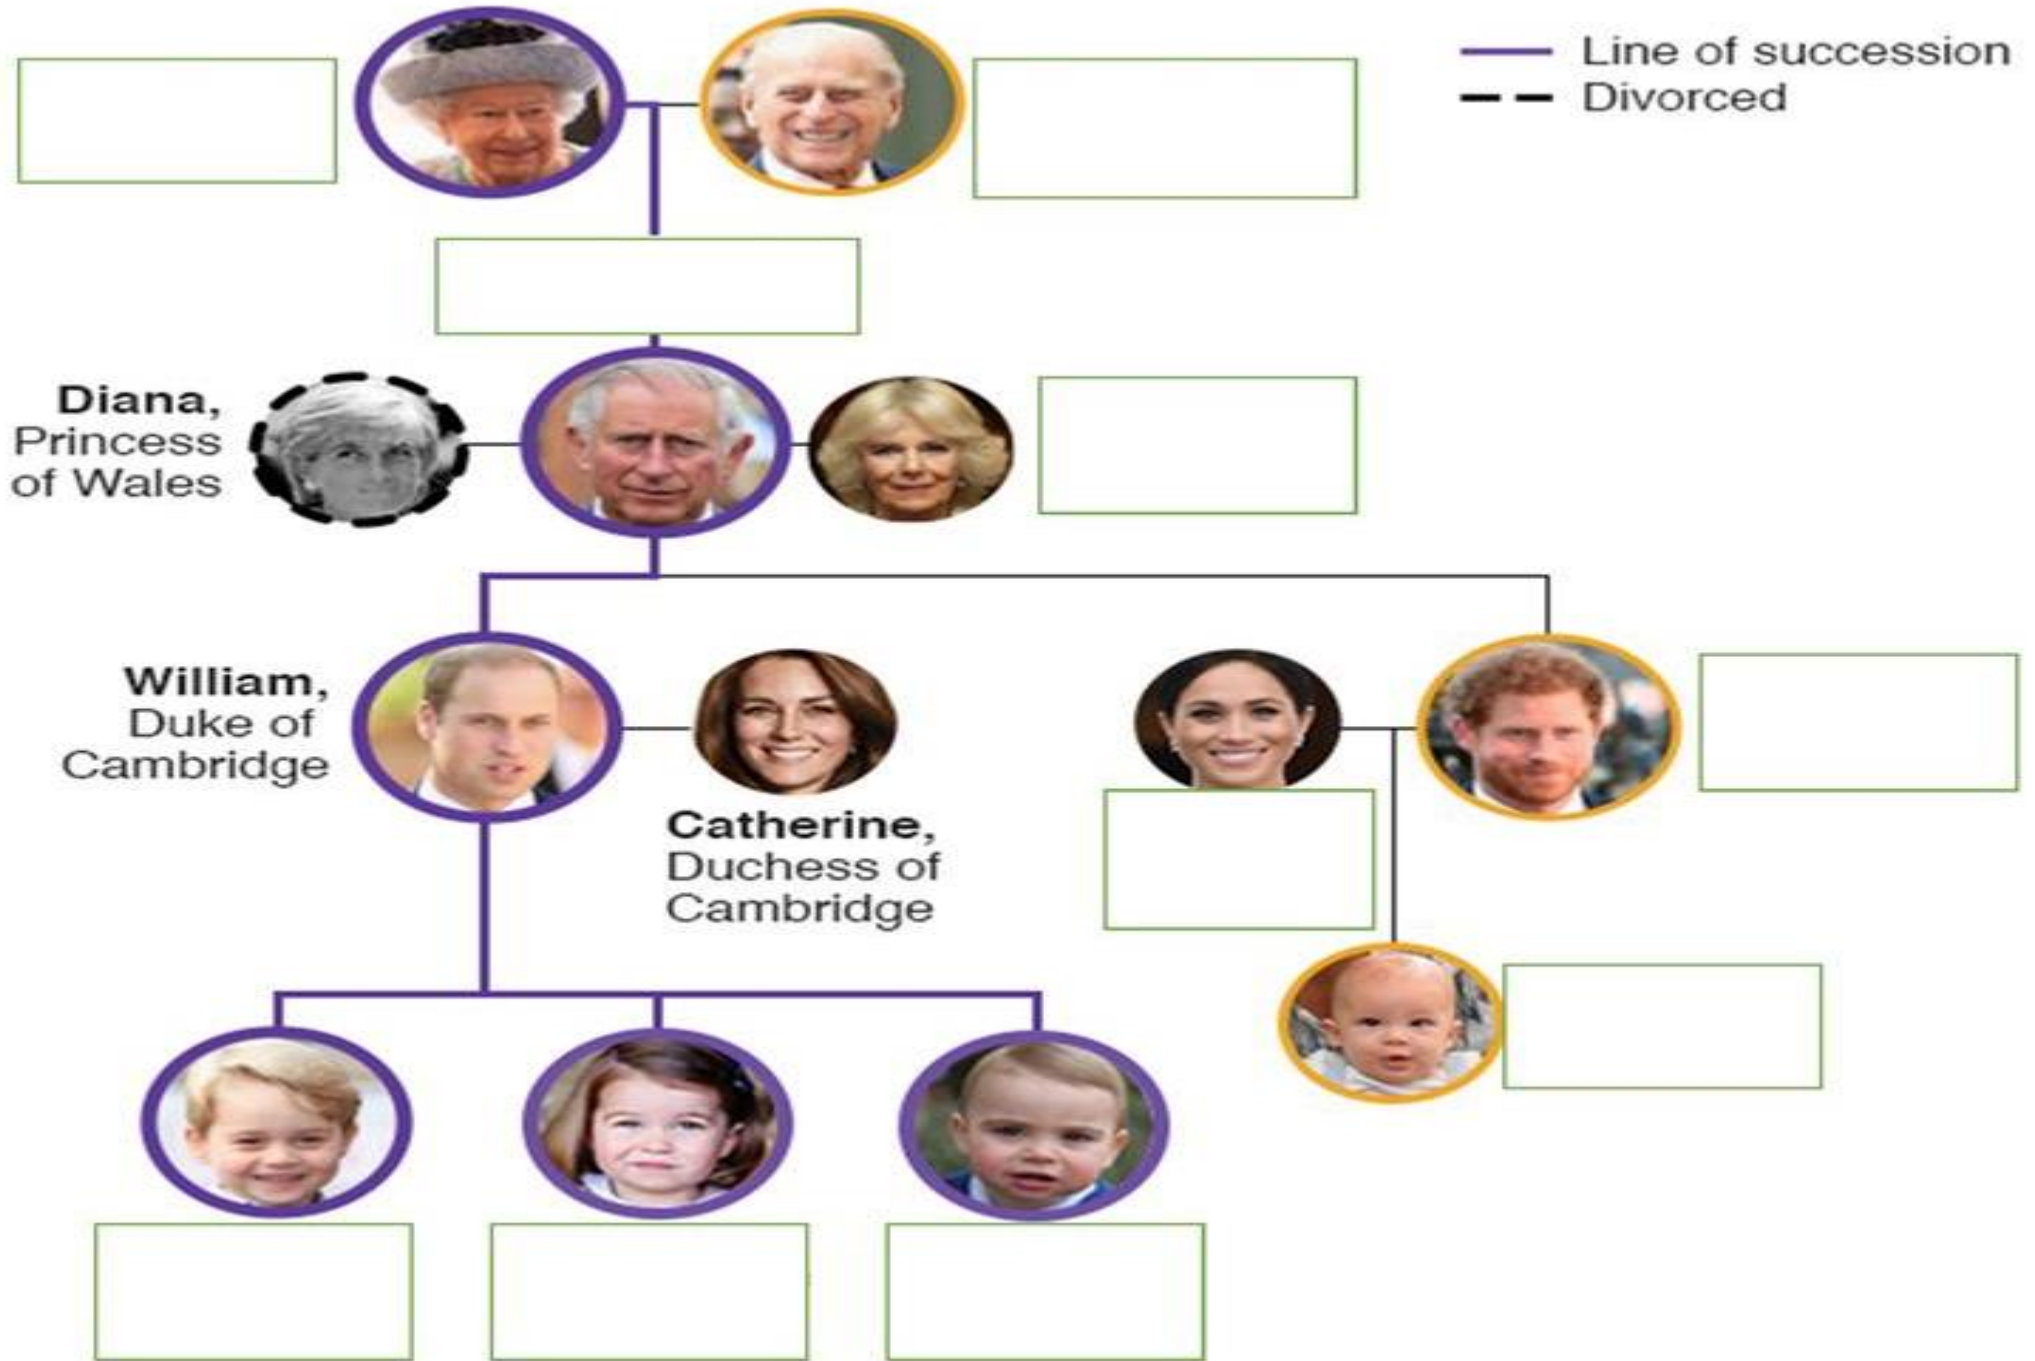 Line of succession
Divorced
Diana,
Princess
of Wales
William,
Duke of
Cambridge
Catherine,
Duchess of
Cambridge